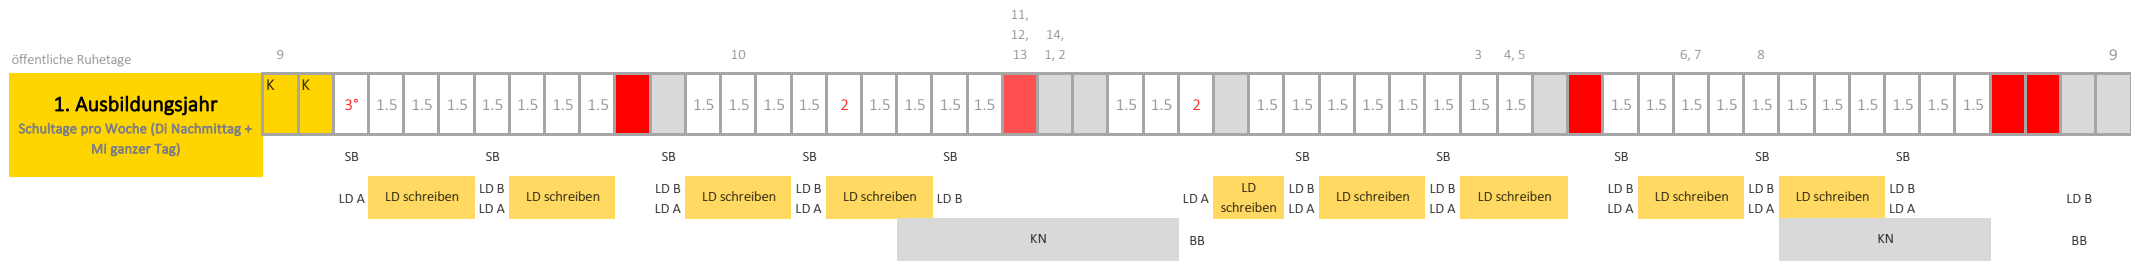 11,
12, 14,
öffentliche Ruhetage 9 10 13 1, 2 3 4, 5 6, 7 8 9
1. Ausbildungsjahr
Schultage pro Woche (Di Nachmittag +
Mi ganzer Tag)
K K 3° 1.5 1.5 1.5 1.5 1.5 1.5 1.5 1.5 1.5 1.5 1.5 2 1.5 1.5 1.5 1.5 1.5 1.5 2 1.5 1.5 1.5 1.5 1.5 1.5 1.5 1.5 1.5 1.5 1.5 1.5 1.5 1.5 1.5 1.5 1.5 1.5 1.5
SB SB SB SB SB SB SB SB SB SB
LD A LD schreiben LD B LD A LD schreiben LD B LD A LD schreiben LD B LD A LD schreiben LD B LD A LD schreiben LD B LD A LD schreiben LD B LD A LD schreiben LD B LD A LD schreiben LD B LD A LD schreiben LD B LD A LD B
KN BB KN BB